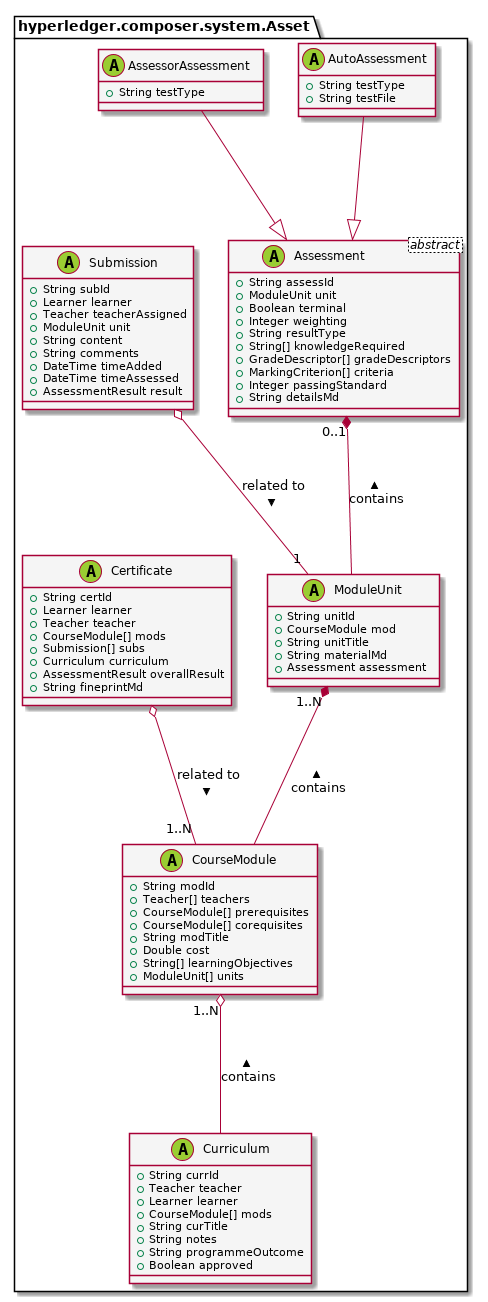 hyperledger.composer.system.Asset
A AssessorAssessment
String testType
A AutoAssessment
String testType
String testFile
A Submission
String subId
Learner learner
Teacher teacherAssigned
ModuleUnit unit
String content
String comments
DateTime timeAdded
DateTime timeAssessed
AssessmentResult result
A Assessment
abstract
String assessId
ModuleUnit unit
Boolean terminal
Integer weighting
String resultType
String[] knowledgeRequired
GradeDescriptor[] gradeDescriptors
MarkingCriterion[] criteria
Integer passingStandard
String detailsMd
0..1
related to
▼
▲
contains
1
A Certificate
String certId
Learner learner
Teacher teacher
CourseModule[] mods
Submission[] subs
Curriculum curriculum
AssessmentResult overallResult
String fineprintMd
A ModuleUnit
String unitId
CourseModule mod
String unitTitle
String materialMd
Assessment assessment
1..N
related to
▼
▲
contains
1..N
A CourseModule
String modId
Teacher[] teachers
CourseModule[] prerequisites
CourseModule[] corequisites
String modTitle
Double cost
String[] learningObjectives
ModuleUnit[] units
1..N
▲
contains
A Curriculum
String currId
Teacher teacher
Learner learner
CourseModule[] mods
String curTitle
String notes
String programmeOutcome
Boolean approved